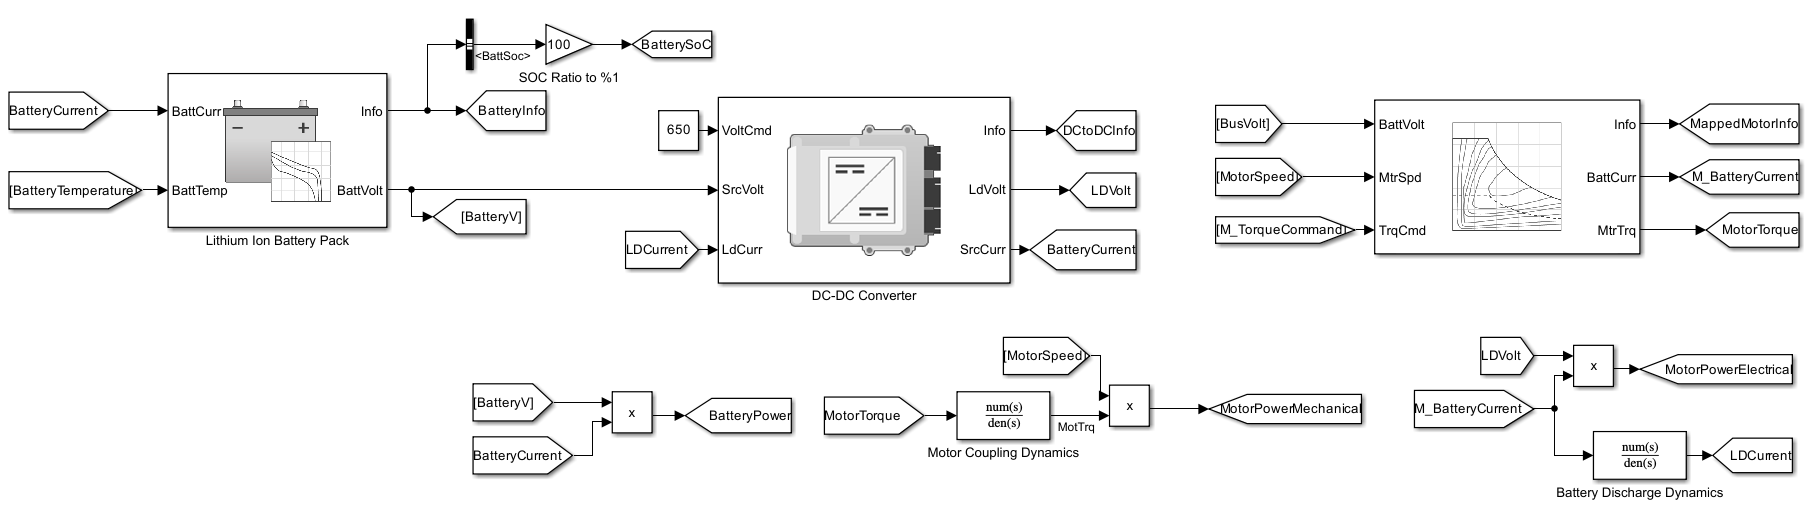 BatteryCurrent
[BatteryTemperature]
BattCurr
BattTemp
Info
BattVolt
− +
Lithium Ion Battery Pack
<BattSoc>
100
SOC Ratio to %1
BatterySoC
BatteryInfo
[BatteryV]
650
LDCurrent
VoltCmd
SrcVolt
LdCurr
Info
LdVolt
SrcCurr
DC-DC Converter
DCtoDCInfo
LDVolt
BatteryCurrent
[BusVolt]
[MotorSpeed]
[M_TorqueCommand]
BattVolt
MtrSpd
TrqCmd
Info
BattCurr
MtrTrq
MappedMotorInfo
M_BatteryCurrent
MotorTorque
[BatteryV]
BatteryCurrent
x
BatteryPower
[MotorSpeed]
MotorTorque
num(s)
den(s)
Motor Coupling Dynamics
MotTrq
x
MotorPowerMechanical
LDVolt
M_BatteryCurrent
x
MotorPowerElectrical
num(s)
den(s)
Battery Discharge Dynamics
LDCurrent